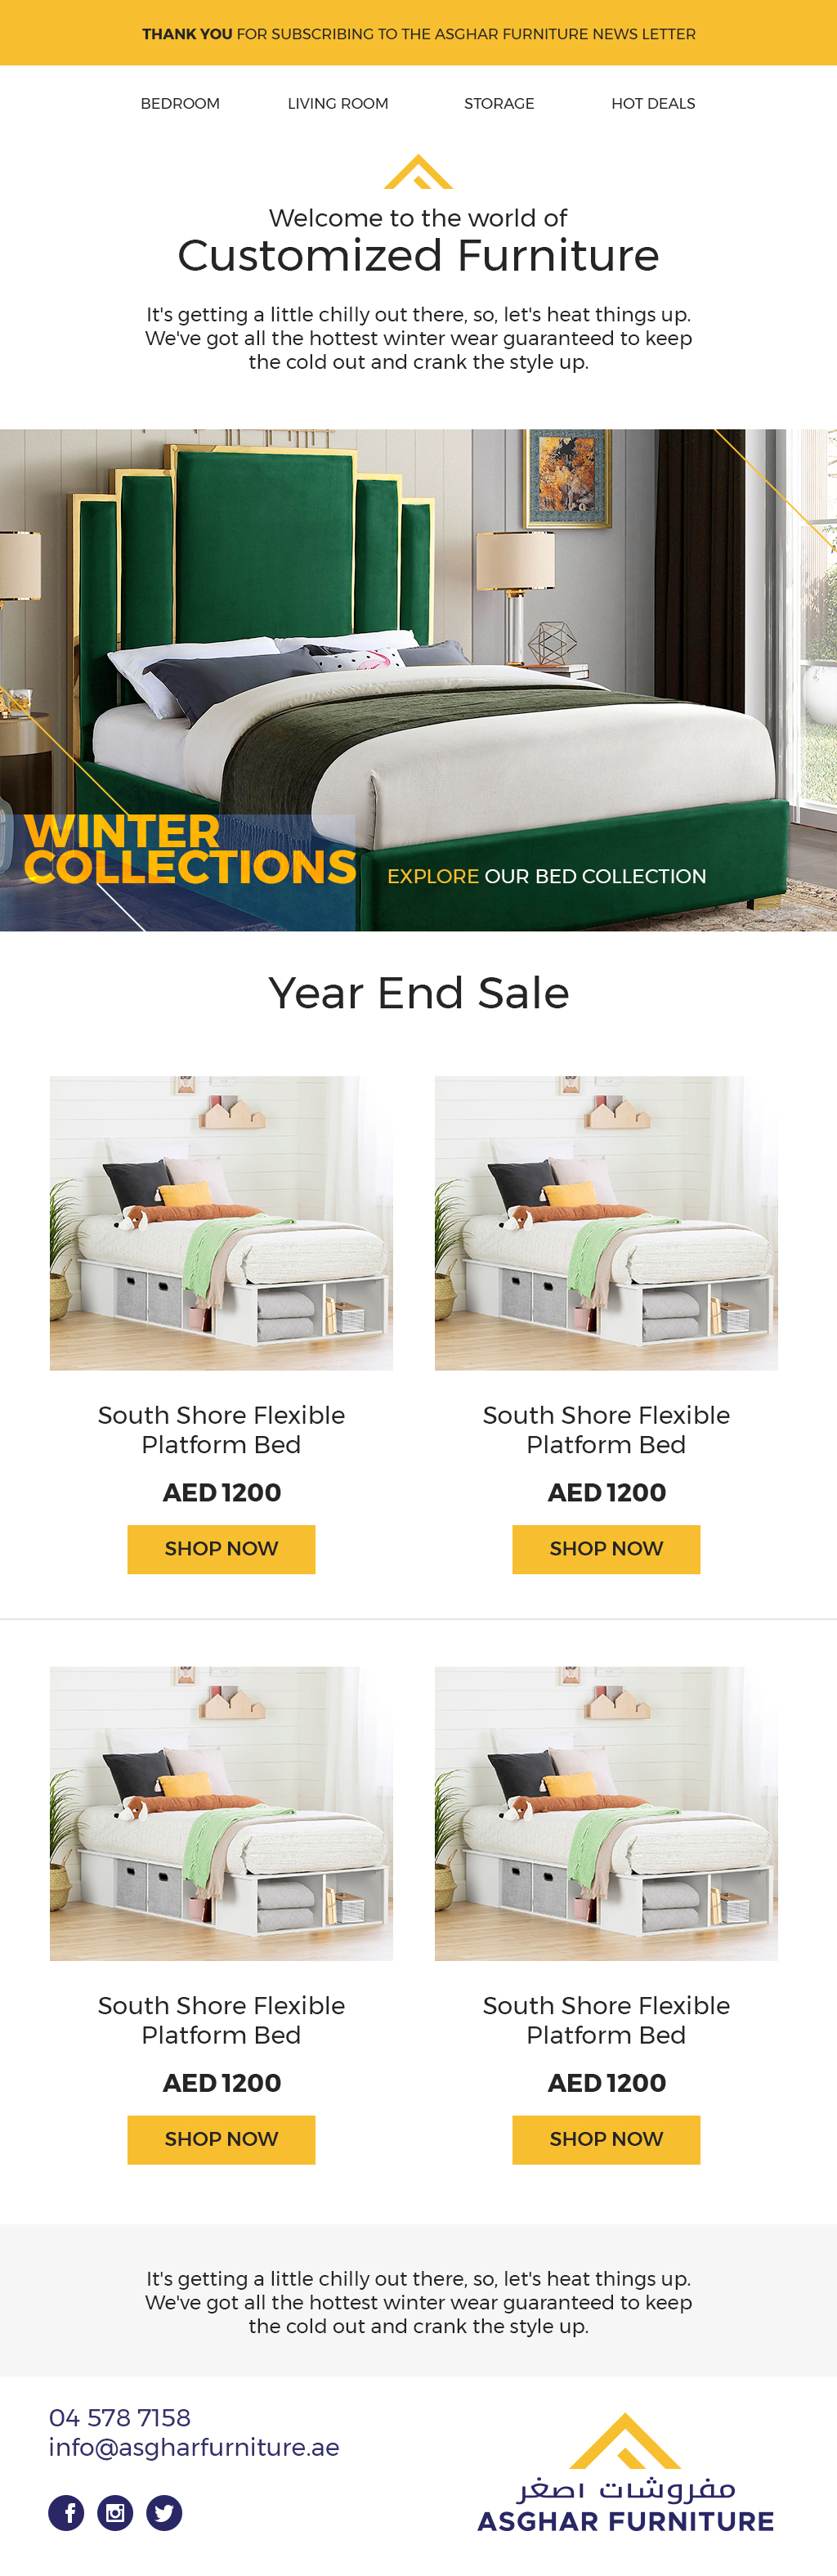 THANK YOU FOR SUBSCRIBING TO THE ASGHAR FURNITURE NEWS LETTER
BEDROOM LIVING ROOM STORAGE HOT DEALS
Welcome to the world of
Customized Furniture
It's getting a little chilly out there, so, let's heat things up.
We've got all the hottest winter wear guaranteed to keep
the cold out and crank the style up.
WINTER
COLLECTIONS
EXPLORE OUR BED COLLECTION
Year End Sale
South Shore Flexible
Platform Bed
AED 1200
SHOP NOW
South Shore Flexible
Platform Bed
AED 1200
SHOP NOW
South Shore Flexible
Platform Bed
AED 1200
SHOP NOW
South Shore Flexible
Platform Bed
AED 1200
SHOP NOW
It's getting a little chilly out there, so, let's heat things up.
We've got all the hottest winter wear guaranteed to keep
the cold out and crank the style up.
04 578 7158
info@asgharfurniture.ae
مفروشات اصغر
ASGHAR FURNITURE